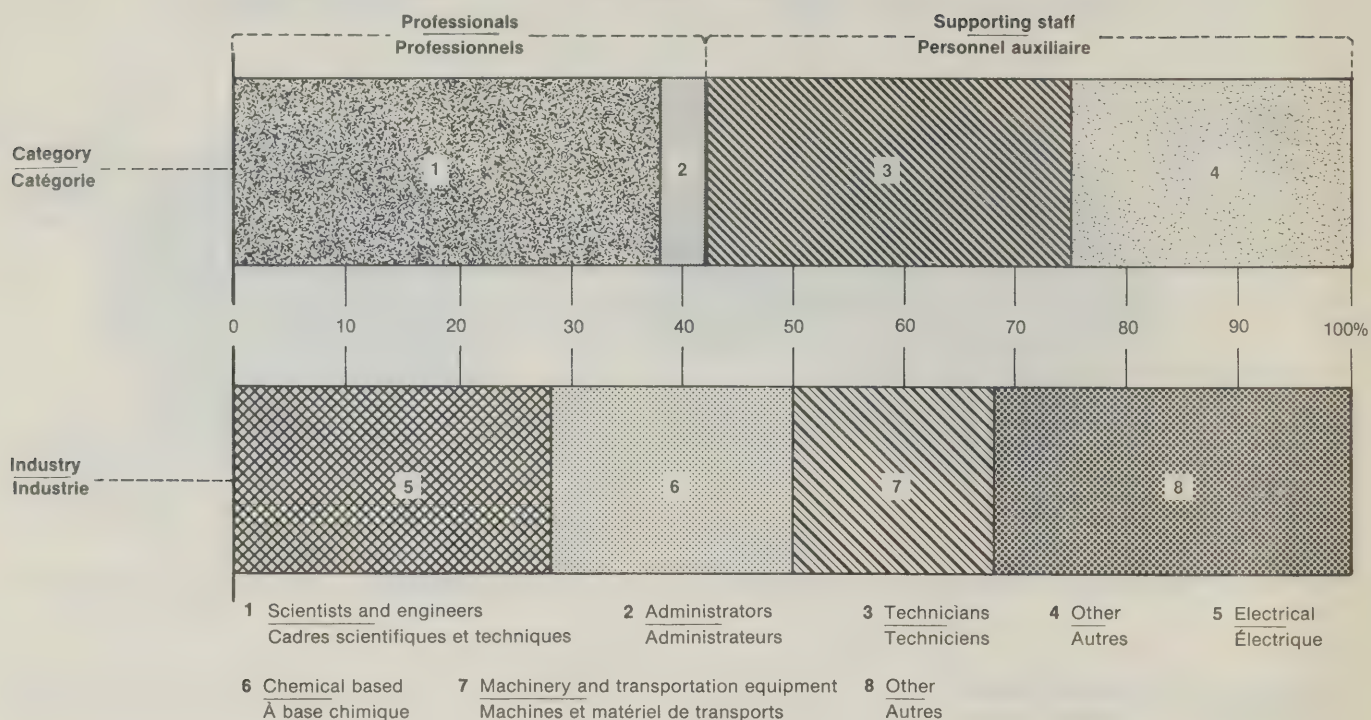 Professionals
Professionnels
Supporting staff
Personnel auxiliaire
Category
Catégorie
1
2
3
4
0 10 20 30 40 50 60 70 80 90 100%
Industry
Industrie
5
6
7
8
1 Scientists and engineers
Cadres scientifiques et techniques
2 Administrators
Administrateurs
3 Technicians
Techniciens
4 Other
Autres
5 Electrical
Électrique
6 Chemical based
À base chimique
7 Machinery and transportation equipment
Machines et matériel de transports
8 Other
Autres